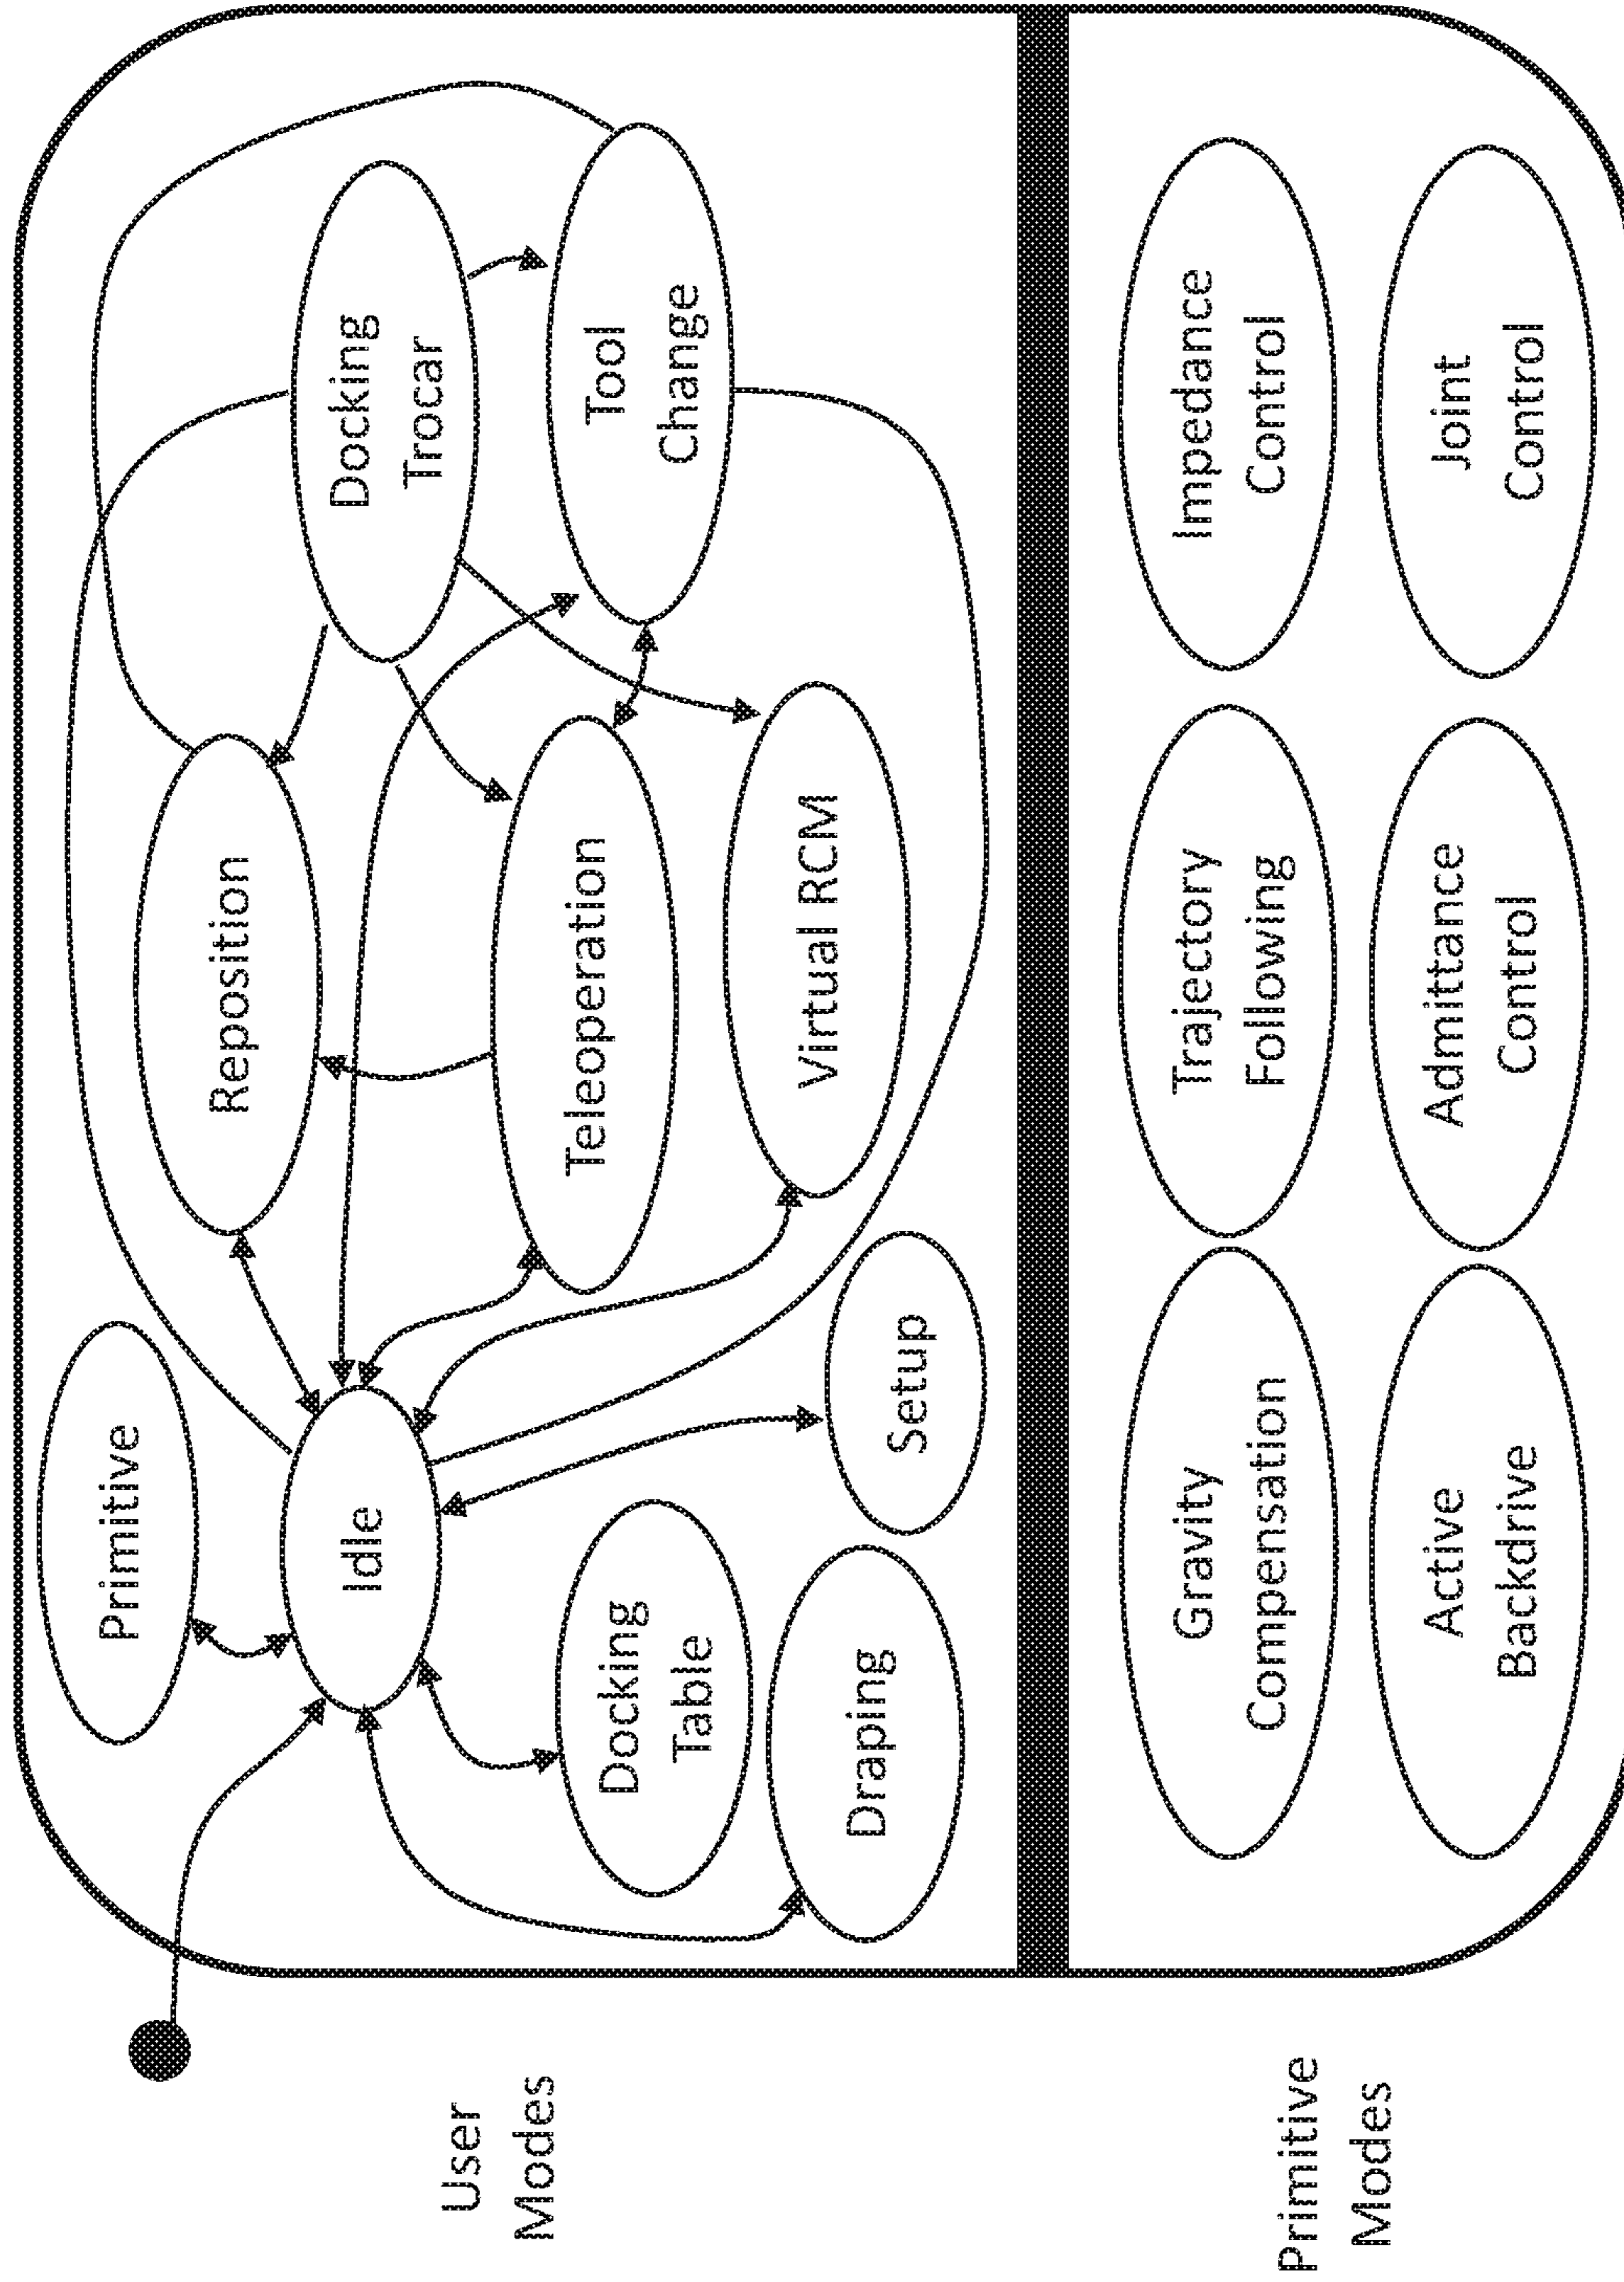 User
Modes
Primitive
Idle
Docking
Table
Draping
Setup
Reposition
Teleoperation
Virtual RCM
Docking
Trocar
Tool
Change
Primitive
Modes
Gravity
Compensation
Trajectory
Following
Impedance
Control
Active
Backdrive
Admittance
Control
Joint
Control